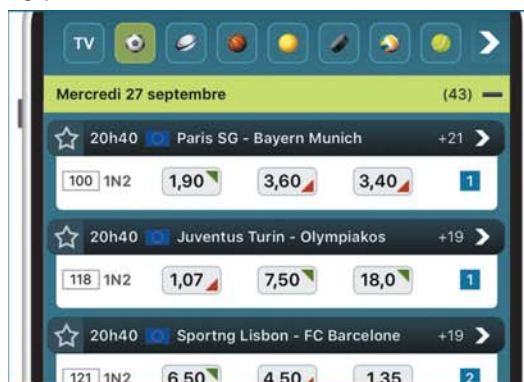 TV
Mercredi 27 septembre (43)
20h40 Paris SG - Bayern Munich +21
100 1N2 1,90 3,60 3,40 1
20h40 Juventus Turin - Olympiakos +19
118 1N2 1,07 7,50 18,0 1
20h40 Sportng Lisbon - FC Barcelone +19
121 1N2 6,50 4,50 1,35 2